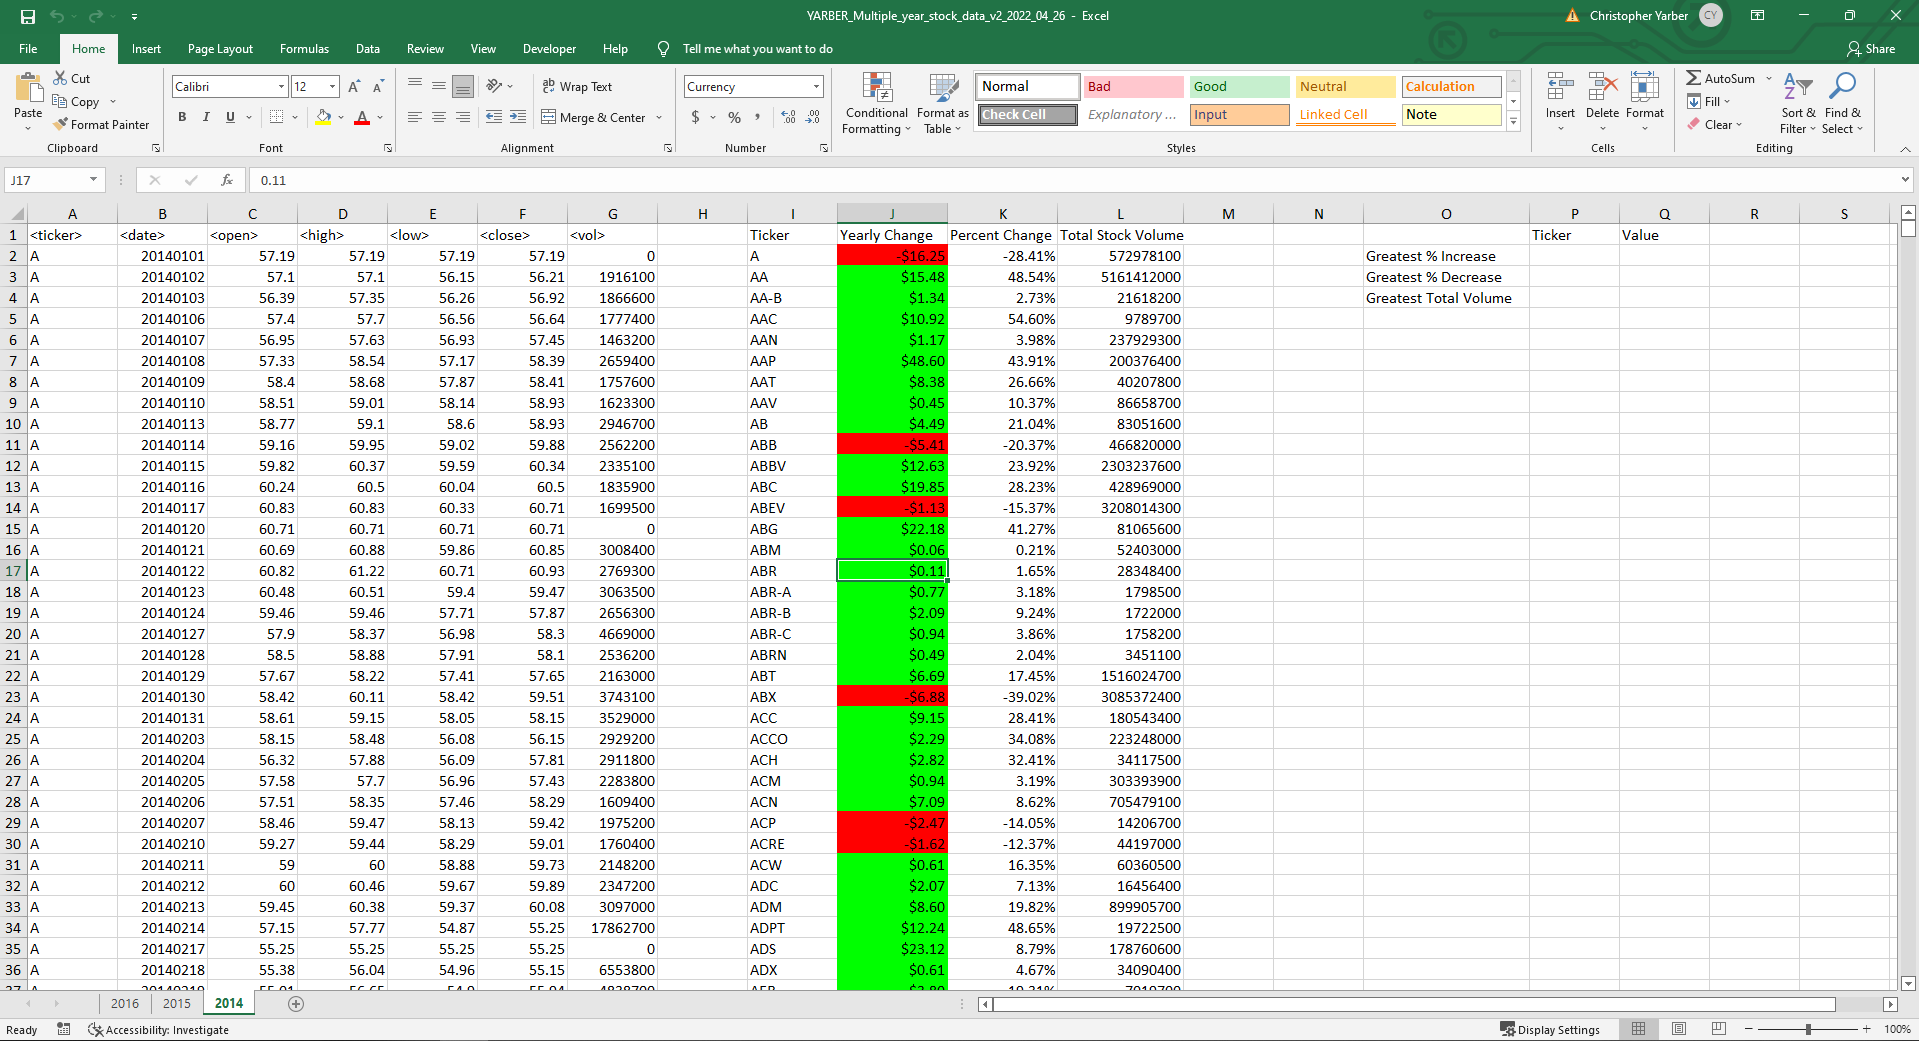 YARBER_Multiple_year_stock_data_v2_2022_04_26 - Excel
Christopher Yarber CY
File Home Insert Page Layout Formulas Data Review View Developer Help Tell me what you want to do Share
Paste Cut Copy Format Painter Clipboard
Calibri 12 A A B I U A Font
ab Wrap Text Merge & Center Alignment
Currency $ % , Number
Conditional Formatting Format as Table
Normal Bad Good Neutral Calculation
Check Cell Explanatory ... Input Linked Cell Note
Styles
Insert Delete Format Cells
AutoSum Fill Clear Sort & Filter Find & Select Editing
J17 fx 0.11
A B C D E F G H I J K L M N O P Q R S
1 <ticker> <date> <open> <high> <low> <close> <vol> Ticker Yearly Change Percent Change Total Stock Volume Ticker Value
2 A 20140101 57.19 57.19 57.19 57.19 0 A -$16.25 -28.41% 572978100 Greatest % Increase
3 A 20140102 57.1 57.1 56.15 56.21 1916100 AA $15.48 48.54% 5161412000 Greatest % Decrease
4 A 20140103 56.39 57.35 56.26 56.92 1866600 AA-B $1.34 2.73% 21618200 Greatest Total Volume
5 A 20140106 57.4 57.7 56.56 56.64 1777400 AAC $10.92 54.60% 9789700
6 A 20140107 56.95 57.63 56.93 57.45 1463200 AAN $1.17 3.98% 237929300
7 A 20140108 57.33 58.54 57.17 58.39 2659400 AAP $48.60 43.91% 200376400
8 A 20140109 58.4 58.68 57.87 58.41 1757600 AAT $8.38 26.66% 40207800
9 A 20140110 58.51 59.01 58.14 58.93 1623300 AAV $0.45 10.37% 86658700
10 A 20140113 58.77 59.1 58.6 58.93 2946700 AB $4.49 21.04% 83051600
11 A 20140114 59.16 59.95 59.02 59.88 2562200 ABB -$5.41 -20.37% 466820000
12 A 20140115 59.82 60.37 59.59 60.34 2335100 ABBV $12.63 23.92% 2303237600
13 A 20140116 60.24 60.5 60.04 60.5 1835900 ABC $19.85 28.23% 428969000
14 A 20140117 60.83 60.83 60.33 60.71 1699500 ABEV -$1.13 -15.37% 3208014300
15 A 20140120 60.71 60.71 60.71 60.71 0 ABG $22.18 41.27% 81065600
16 A 20140121 60.69 60.88 59.86 60.85 3008400 ABM $0.06 0.21% 52403000
17 A 20140122 60.82 61.22 60.71 60.93 2769300 ABR $0.11 1.65% 28348400
18 A 20140123 60.48 60.51 59.4 59.47 3063500 ABR-A $0.77 3.18% 1798500
19 A 20140124 59.46 59.46 57.71 57.87 2656300 ABR-B $2.09 9.24% 1722000
20 A 20140127 57.9 58.37 56.98 58.3 4669000 ABR-C $0.94 3.86% 1758200
21 A 20140128 58.5 58.88 57.91 58.1 2536200 ABRN $0.49 2.04% 3451100
22 A 20140129 57.67 58.22 57.41 57.65 2163000 ABT $6.69 17.45% 1516024700
23 A 20140130 58.42 60.11 58.42 59.51 3743100 ABX -$6.88 -39.02% 3085372400
24 A 20140131 58.61 59.15 58.05 58.15 3529000 ACC $9.15 28.41% 180543400
25 A 20140203 58.15 58.48 56.08 56.15 2929200 ACCO $2.29 34.08% 223248000
26 A 20140204 56.32 57.88 56.09 57.81 2911800 ACH $2.82 32.41% 34117500
27 A 20140205 57.58 57.7 56.96 57.43 2283800 ACM $0.94 3.19% 303393900
28 A 20140206 57.51 58.35 57.46 58.29 1609400 ACN $7.09 8.62% 705479100
29 A 20140207 58.46 59.47 58.13 59.42 1975200 ACP -$2.47 -14.05% 14206700
30 A 20140210 59.27 59.44 58.29 59.01 1760400 ACRE -$1.62 -12.37% 44197000
31 A 20140211 59 60 58.88 59.73 2148200 ACW $0.61 16.35% 60360500
32 A 20140212 60 60.46 59.67 59.89 2347200 ADC $2.07 7.13% 16456400
33 A 20140213 59.45 60.38 59.37 60.08 3097000 ADM $8.60 19.82% 899905700
34 A 20140214 57.15 57.77 54.87 55.25 17862700 ADPT $12.24 48.65% 19722500
35 A 20140217 55.25 55.25 55.25 55.25 0 ADS $23.12 8.79% 178760600
36 A 20140218 55.38 56.04 54.96 55.15 6553800 ADX $0.61 4.67% 34090400
2016 2015 2014
Ready Accessibility: Investigate Display Settings 100%